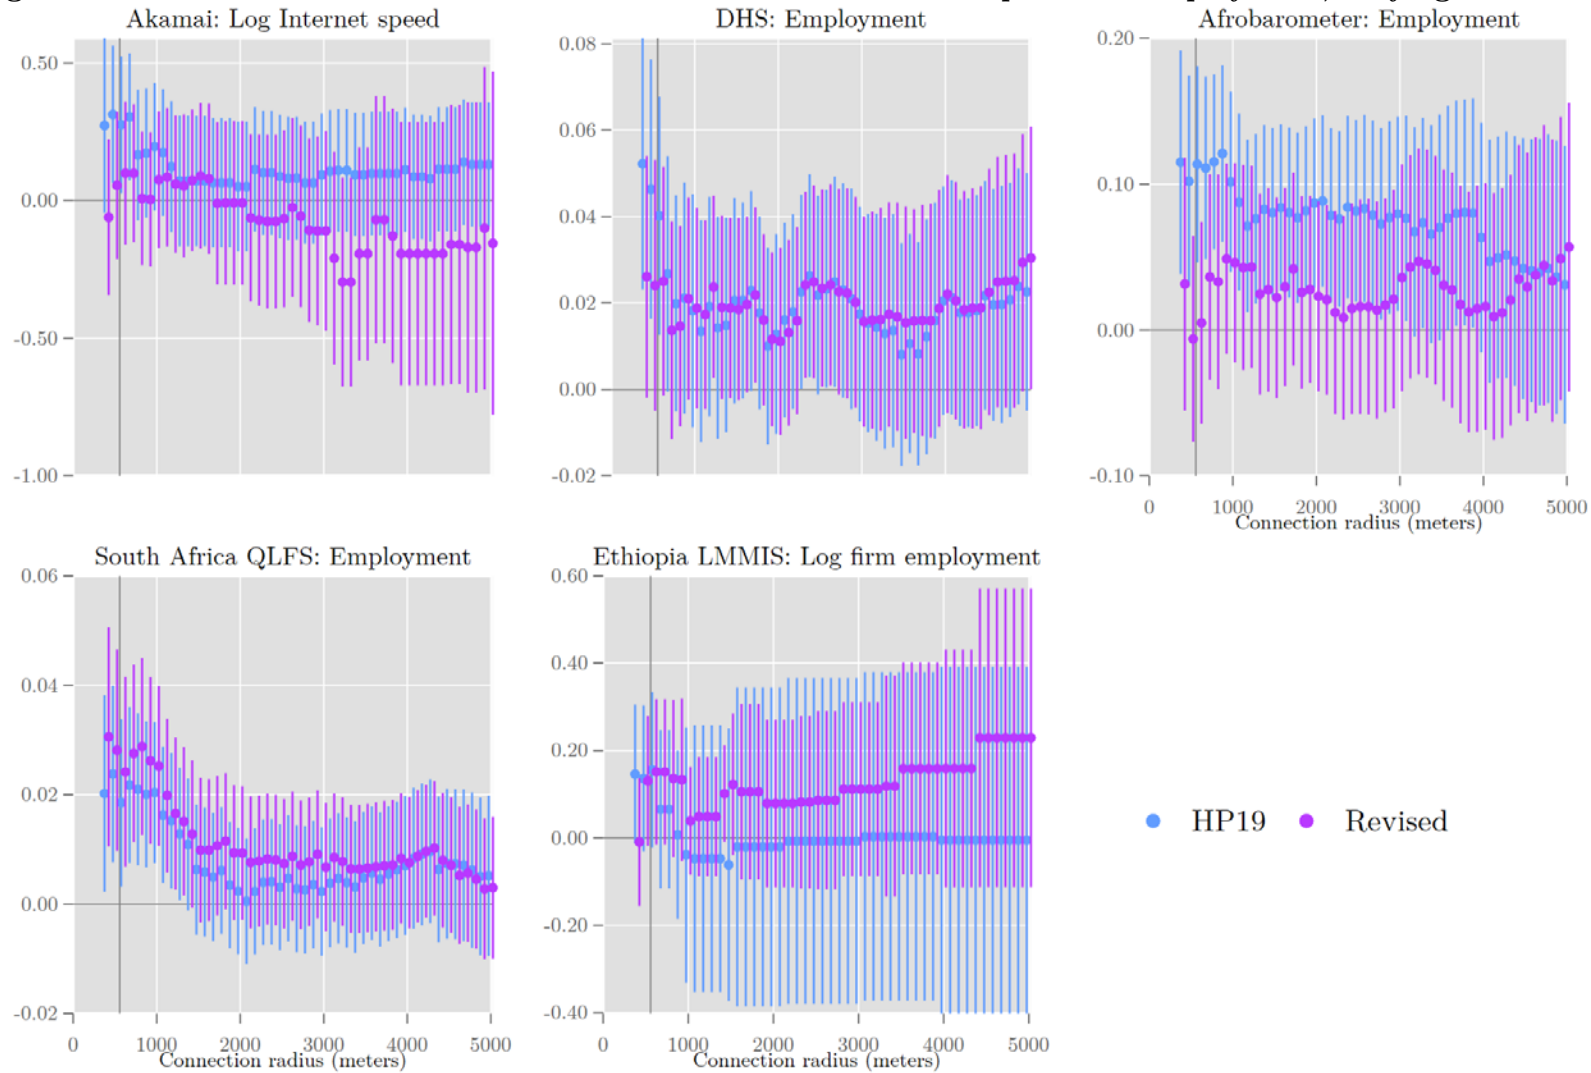 Akamai: Log Internet speed
DHS: Employment
Afrobarometer: Employment
0.50
0.00
-0.50
-1.00
0.08
0.06
0.04
0.02
0.00
-0.02
0.20
0.10
0.00
-0.10
0 1000 2000 3000 4000 5000
Connection radius (meters)
South Africa QLFS: Employment
Ethiopia LMMIS: Log firm employment
0.06
0.04
0.02
0.00
-0.02
0 1000 2000 3000 4000 5000
Connection radius (meters)
0.60
0.40
0.20
0.00
-0.20
-0.40
0 1000 2000 3000 4000 5000
Connection radius (meters)
HP19 Revised